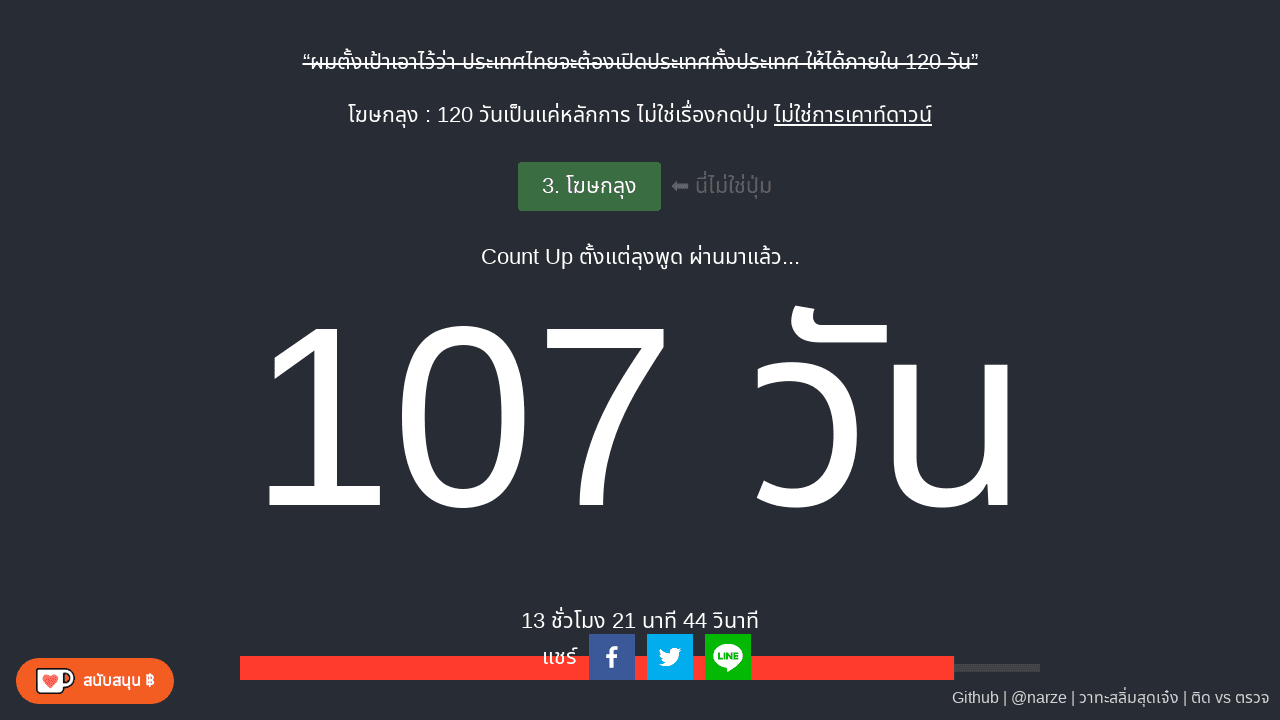 “ผมตั้งเป้าเอาไว้ว่า ประเทศไทยจะต้องเปิดประเทศทั้งประเทศ ให้ได้ภายใน 120 วัน”
โฆษกลุง : 120 วันเป็นแค่หลักการ ไม่ใช่เรื่องกดปุ่ม ไม่ใช่การเคาท์ดาวน์
3. โฆษกลุง ⬅ นี่ไม่ใช่ปุ่ม
Count Up ตั้งแต่ลุงพูด ผ่านมาแล้ว...
107 วัน
13 ชั่วโมง 21 นาที 44 วินาที
แชร์ LINE
สนับสนุน ฿
Github | @narze | วาทะสลิ่มสุดเจ๋ง | ติด vs ตรวจ